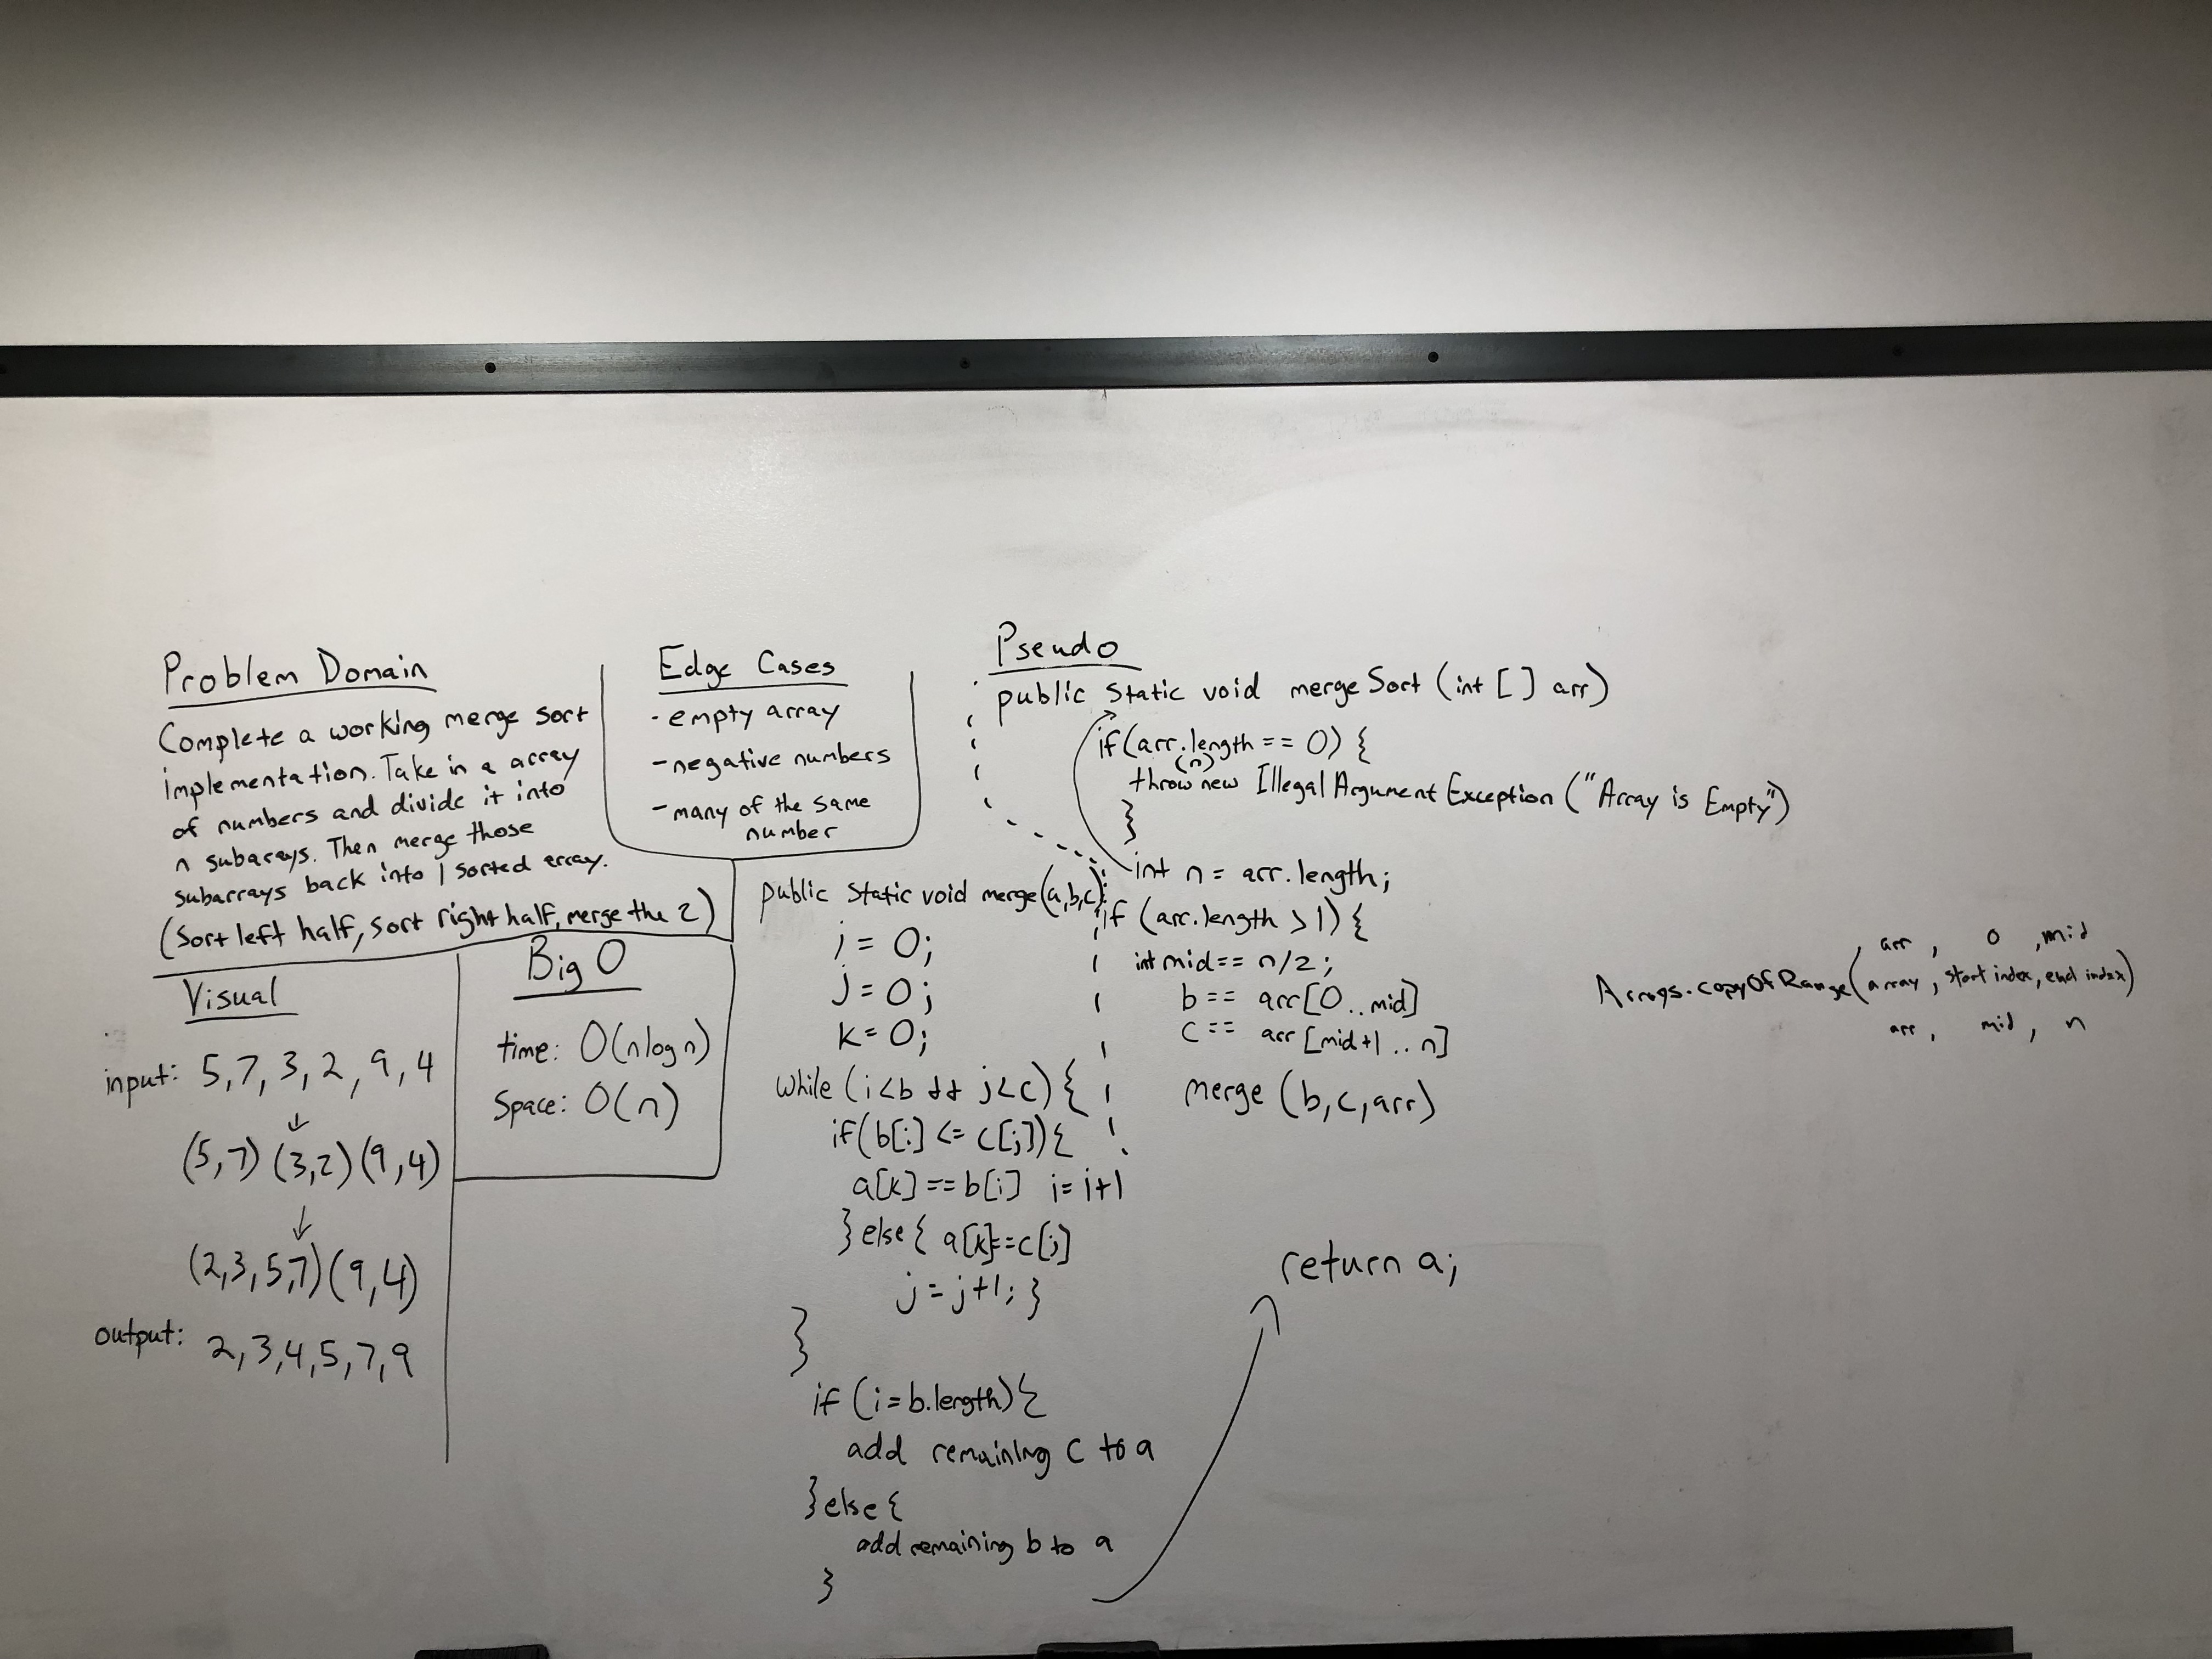 Problem Domain
Complete a working merge sort
implementation. Take in a array
of numbers and divide it into
n subarays. Then merge those
subarrays back into 1 sorted array.
(Sort left half, sort right half, merge the 2)
Edge Cases
- empty array
- negative numbers
- many of the same
number
Visual
input: 5, 7, 3, 2, 9, 4
(5, 7) (3, 2) (9, 4)
(2, 3, 5, 7) (9, 4)
output: 2, 3, 4, 5, 7, 9
Big O
time: O(nlogn)
Space: O(n)
Pseudo
public static void mergeSort (int [] arr)
if (arr.length == 0) {
(n)
throw new IllegalArgumentException ("Array is Empty")
}
int n = arr.length;
if (arr.length > 1) {
int mid == n/2;
b == arr[0..mid]
c == arr[mid+1..n]
merge (b, c, arr)
public static void merge(a,b,c);
i = 0;
j = 0;
k = 0;
while (i<b && j<c) {
if(b[i] <= c[j]){
a[k]==b[i] i=i+1
}else{ a[k]==c[j]
j=j+1; }
}
if (i=b.length){
add remaining c to a
}else{
add remaining b to a
}
return a;
arr, 0, mid
Arrays.copyOfRange(array, start index, end index)
arr, mid, n